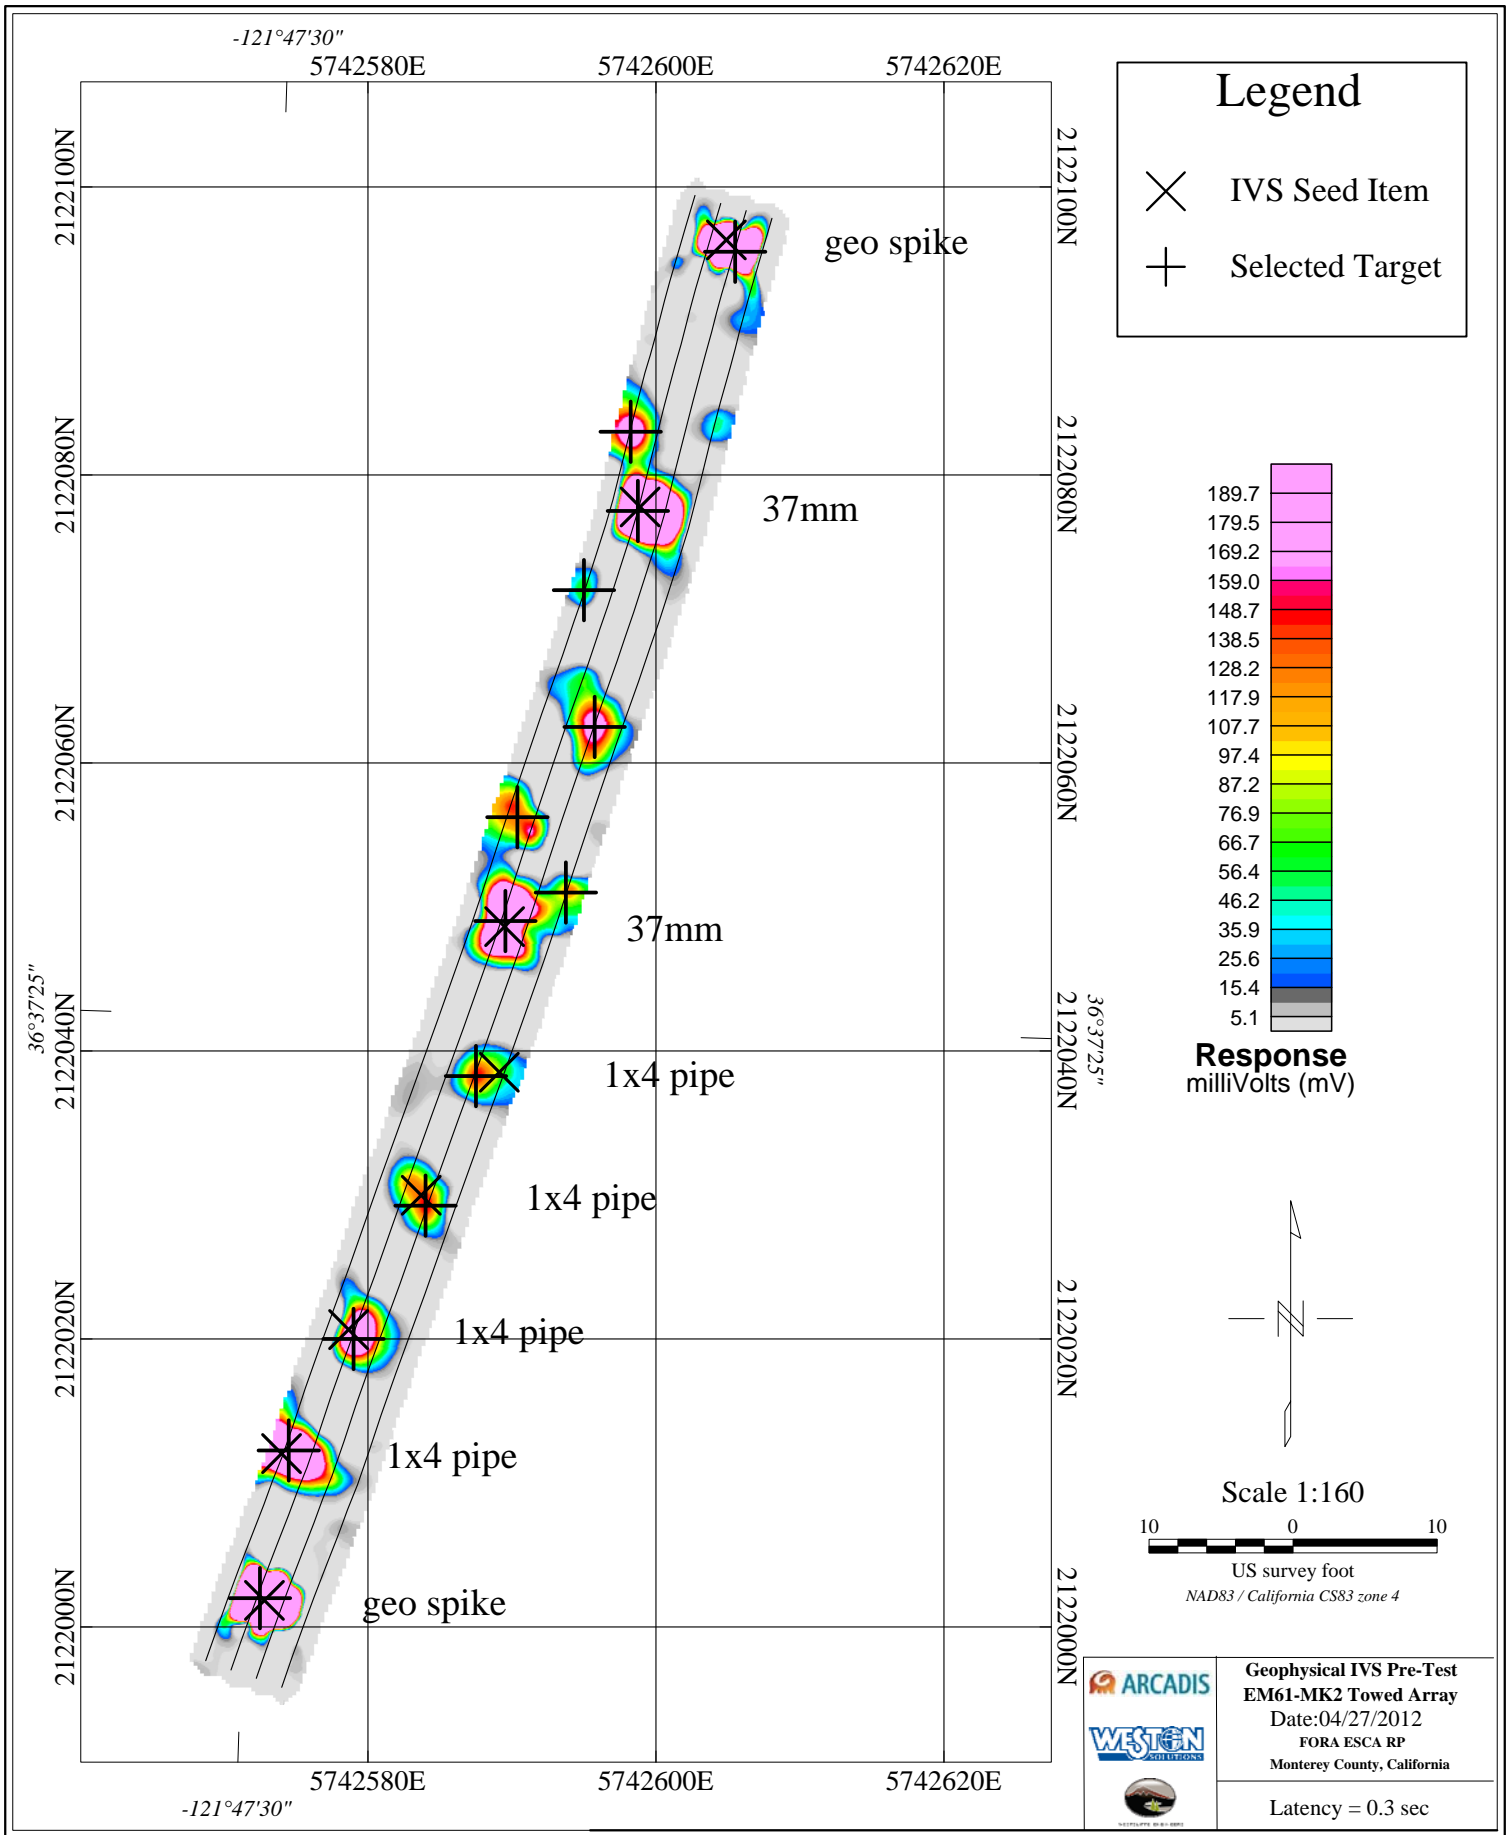 -121°47'30"
5742580E 5742600E 5742620E
Legend
IVS Seed Item
Selected Target
2122100N 2122100N
geo spike
2122080N 2122080N
37mm
189.7
179.5
169.2
159.0
148.7
138.5
128.2
117.9
107.7
97.4
87.2
76.9
66.7
56.4
46.2
35.9
25.6
15.4
5.1
Response
milliVolts (mV)
2122060N 2122060N
37mm
36°37'25" 36°37'25"
2122040N 2122040N
1x4 pipe
1x4 pipe
N
2122020N 2122020N
1x4 pipe
1x4 pipe
Scale 1:160
10 0 10
US survey foot
NAD83 / California CS83 zone 4
geo spike
2122000N 2122000N
5742580E 5742600E 5742620E
-121°47'30"
ARCADIS
WESTON
SOLUTIONS
Geophysical IVS Pre-Test
EM61-MK2 Towed Array
Date:04/27/2012
FORA ESCA RP
Monterey County, California
Latency = 0.3 sec